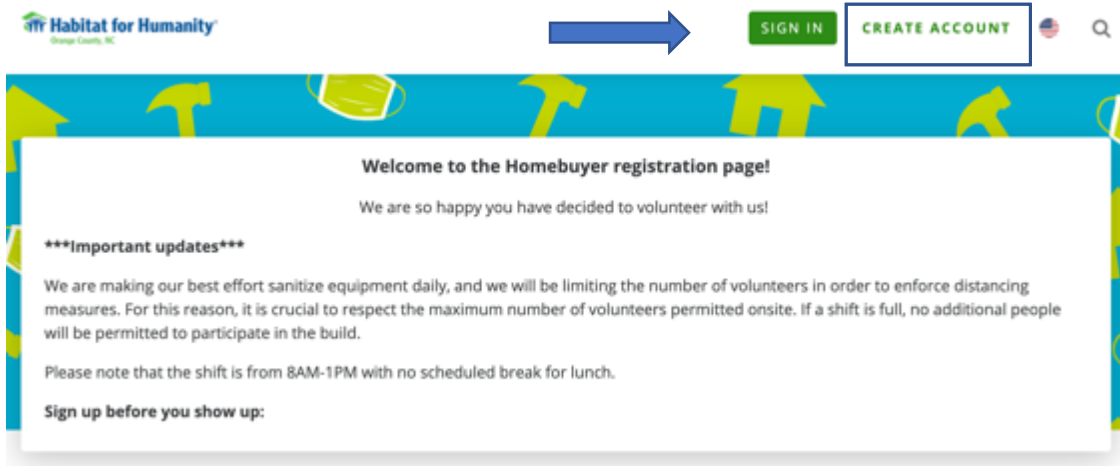 Habitat for Humanity®
Orange County, NC
SIGN IN
CREATE ACCOUNT
Welcome to the Homebuyer registration page!
We are so happy you have decided to volunteer with us!
***Important updates***
We are making our best effort sanitize equipment daily, and we will be limiting the number of volunteers in order to enforce distancing
measures. For this reason, it is crucial to respect the maximum number of volunteers permitted onsite. If a shift is full, no additional people
will be permitted to participate in the build.
Please note that the shift is from 8AM-1PM with no scheduled break for lunch.
Sign up before you show up: